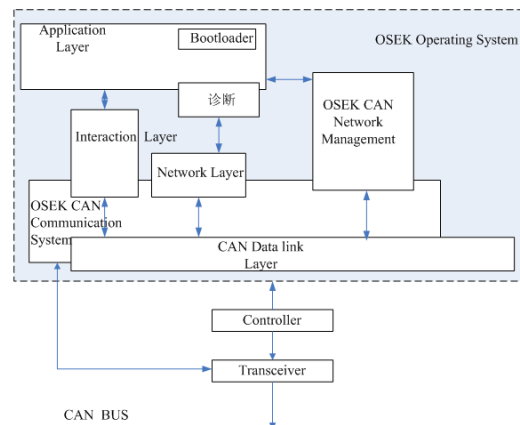 Application
Layer
Bootloader
OSEK Operating System
诊断
OSEK CAN
Network
Management
Interaction Layer
Network Layer
OSEK CAN
Communication
System
CAN Data link
Layer
Controller
Transceiver
CAN BUS